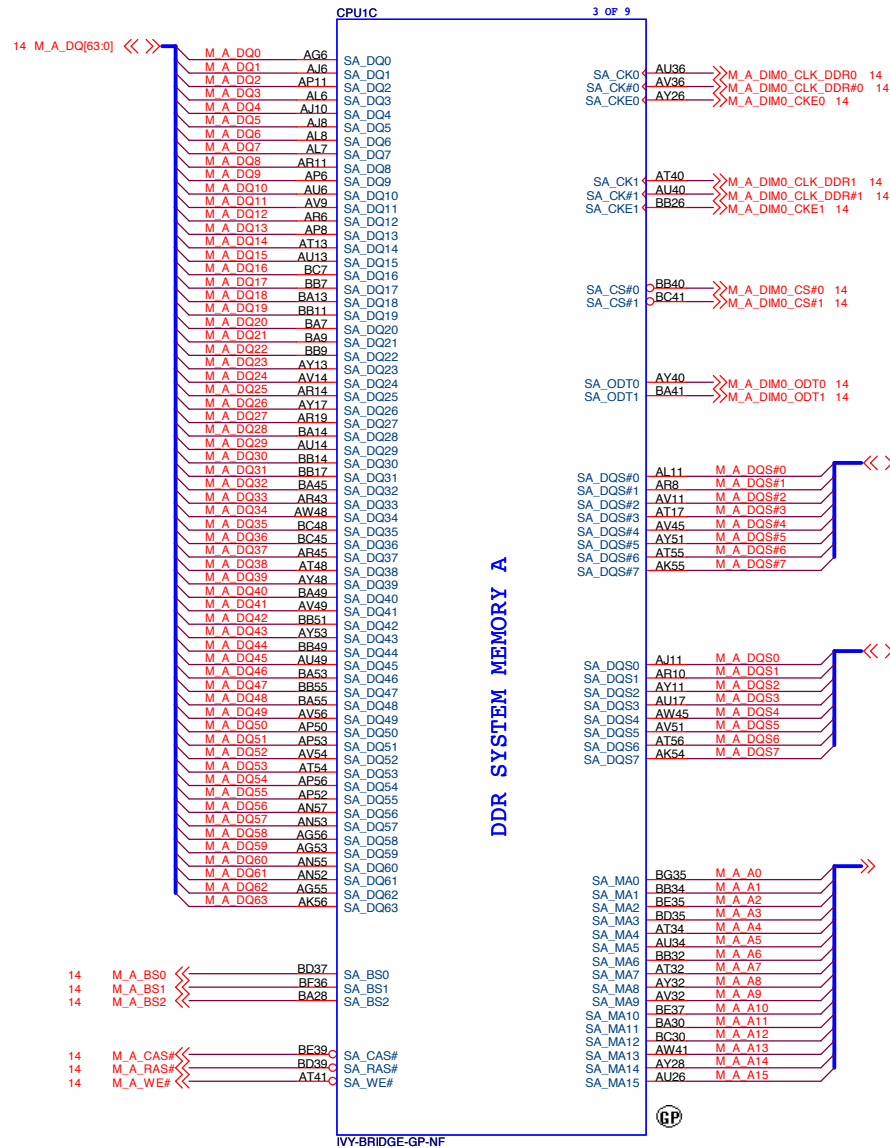 CPU1C 3 OF 9
14 M_A_DQ[63:0]
M_A_DQ0 AG6 SA_DQ0
M_A_DQ1 AJ6 SA_DQ1
M_A_DQ2 AP11 SA_DQ2
M_A_DQ3 AL6 SA_DQ3
M_A_DQ4 AJ10 SA_DQ4
M_A_DQ5 AJ8 SA_DQ5
M_A_DQ6 AL8 SA_DQ6
M_A_DQ7 AL7 SA_DQ7
M_A_DQ8 AR11 SA_DQ8
M_A_DQ9 AP6 SA_DQ9
M_A_DQ10 AU6 SA_DQ10
M_A_DQ11 AV9 SA_DQ11
M_A_DQ12 AR6 SA_DQ12
M_A_DQ13 AP8 SA_DQ13
M_A_DQ14 AT13 SA_DQ14
M_A_DQ15 AU13 SA_DQ15
M_A_DQ16 BC7 SA_DQ16
M_A_DQ17 BB7 SA_DQ17
M_A_DQ18 BA13 SA_DQ18
M_A_DQ19 BB11 SA_DQ19
M_A_DQ20 BA7 SA_DQ20
M_A_DQ21 BA9 SA_DQ21
M_A_DQ22 BB9 SA_DQ22
M_A_DQ23 AY13 SA_DQ23
M_A_DQ24 AV14 SA_DQ24
M_A_DQ25 AR14 SA_DQ25
M_A_DQ26 AY17 SA_DQ26
M_A_DQ27 AR19 SA_DQ27
M_A_DQ28 BA14 SA_DQ28
M_A_DQ29 AU14 SA_DQ29
M_A_DQ30 BB14 SA_DQ30
M_A_DQ31 BB17 SA_DQ31
M_A_DQ32 BA45 SA_DQ32
M_A_DQ33 AR43 SA_DQ33
M_A_DQ34 AW48 SA_DQ34
M_A_DQ35 BC48 SA_DQ35
M_A_DQ36 BC45 SA_DQ36
M_A_DQ37 AR45 SA_DQ37
M_A_DQ38 AT48 SA_DQ38
M_A_DQ39 AY48 SA_DQ39
M_A_DQ40 BA49 SA_DQ40
M_A_DQ41 AV49 SA_DQ41
M_A_DQ42 BB51 SA_DQ42
M_A_DQ43 AY53 SA_DQ43
M_A_DQ44 BB49 SA_DQ44
M_A_DQ45 AU49 SA_DQ45
M_A_DQ46 BA53 SA_DQ46
M_A_DQ47 BB55 SA_DQ47
M_A_DQ48 BA55 SA_DQ48
M_A_DQ49 AV56 SA_DQ49
M_A_DQ50 AP50 SA_DQ50
M_A_DQ51 AP53 SA_DQ51
M_A_DQ52 AV54 SA_DQ52
M_A_DQ53 AT54 SA_DQ53
M_A_DQ54 AP56 SA_DQ54
M_A_DQ55 AP52 SA_DQ55
M_A_DQ56 AN57 SA_DQ56
M_A_DQ57 AN53 SA_DQ57
M_A_DQ58 AG56 SA_DQ58
M_A_DQ59 AG53 SA_DQ59
M_A_DQ60 AN55 SA_DQ60
M_A_DQ61 AN52 SA_DQ61
M_A_DQ62 AG55 SA_DQ62
M_A_DQ63 AK56 SA_DQ63
14 M_A_BS0 BD37 SA_BS0
14 M_A_BS1 BF36 SA_BS1
14 M_A_BS2 BA28 SA_BS2
14 M_A_CAS# BE39 SA_CAS#
14 M_A_RAS# BD39 SA_RAS#
14 M_A_WE# AT41 SA_WE#
DDR SYSTEM MEMORY A
SA_CK0 AU36 M_A_DIM0_CLK_DDR0 14
SA_CK#0 AV36 M_A_DIM0_CLK_DDR#0 14
SA_CKE0 AY26 M_A_DIM0_CKE0 14
SA_CK1 AT40 M_A_DIM0_CLK_DDR1 14
SA_CK#1 AU40 M_A_DIM0_CLK_DDR#1 14
SA_CKE1 BB26 M_A_DIM0_CKE1 14
SA_CS#0 BB40 M_A_DIM0_CS#0 14
SA_CS#1 BC41 M_A_DIM0_CS#1 14
SA_ODT0 AY40 M_A_DIM0_ODT0 14
SA_ODT1 BA41 M_A_DIM0_ODT1 14
SA_DQS#0 AL11 M_A_DQS#0
SA_DQS#1 AR8 M_A_DQS#1
SA_DQS#2 AV11 M_A_DQS#2
SA_DQS#3 AT17 M_A_DQS#3
SA_DQS#4 AV45 M_A_DQS#4
SA_DQS#5 AY51 M_A_DQS#5
SA_DQS#6 AT55 M_A_DQS#6
SA_DQS#7 AK55 M_A_DQS#7
SA_DQS0 AJ11 M_A_DQS0
SA_DQS1 AR10 M_A_DQS1
SA_DQS2 AY11 M_A_DQS2
SA_DQS3 AU17 M_A_DQS3
SA_DQS4 AW45 M_A_DQS4
SA_DQS5 AV51 M_A_DQS5
SA_DQS6 AT56 M_A_DQS6
SA_DQS7 AK54 M_A_DQS7
SA_MA0 BG35 M_A_A0
SA_MA1 BB34 M_A_A1
SA_MA2 BE35 M_A_A2
SA_MA3 BD35 M_A_A3
SA_MA4 AT34 M_A_A4
SA_MA5 AU34 M_A_A5
SA_MA6 BB32 M_A_A6
SA_MA7 AT32 M_A_A7
SA_MA8 AY32 M_A_A8
SA_MA9 AV32 M_A_A9
SA_MA10 BE37 M_A_A10
SA_MA11 BA30 M_A_A11
SA_MA12 BC30 M_A_A12
SA_MA13 AW41 M_A_A13
SA_MA14 AY28 M_A_A14
SA_MA15 AU26 M_A_A15
GP
IVY-BRIDGE-GP-NF